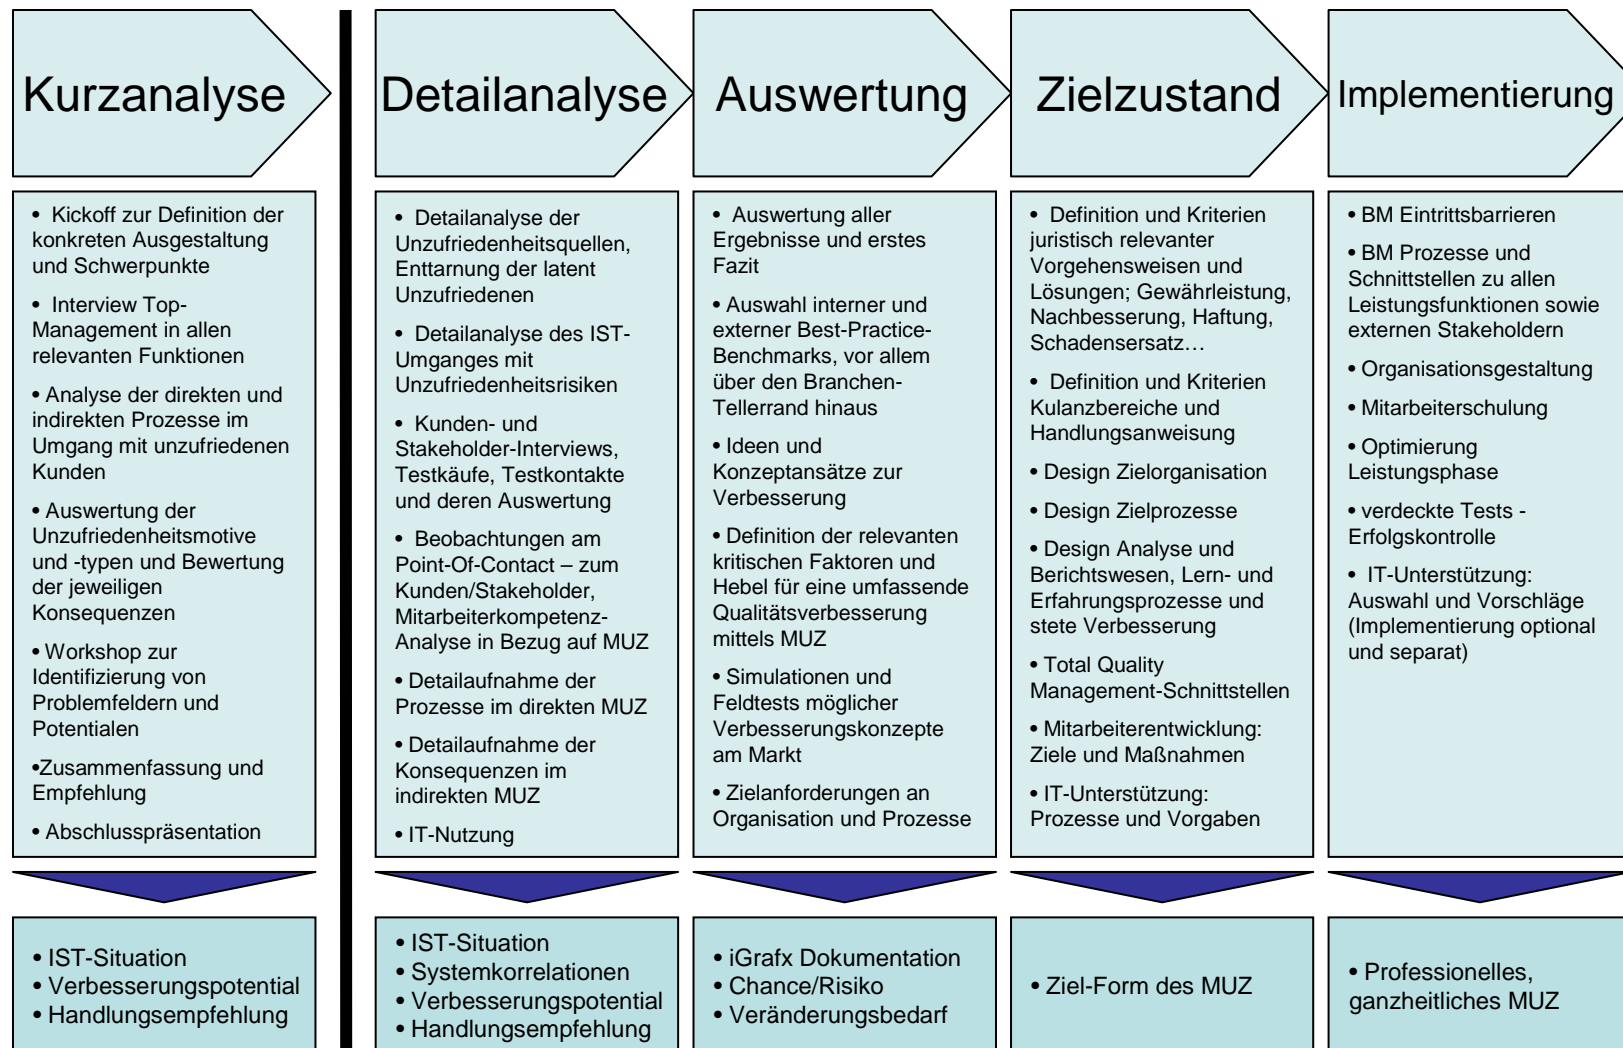 Kurzanalyse
Detailanalyse
Auswertung
Zielzustand
Implementierung
• Kickoff zur Definition der
konkreten Ausgestaltung
und Schwerpunkte
• Interview Top-
Management in allen
relevanten Funktionen
• Analyse der direkten und
indirekten Prozesse im
Umgang mit unzufriedenen
Kunden
• Auswertung der
Unzufriedenheitsmotive
und -typen und Bewertung
der jeweiligen
Konsequenzen
• Workshop zur
Identifizierung von
Problemfeldern und
Potentialen
•Zusammenfassung und
Empfehlung
• Abschlusspräsentation
• Detailanalyse der
Unzufriedenheitsquellen,
Enttarnung der latent
Unzufriedenen
• Detailanalyse des IST-
Umganges mit
Unzufriedenheitsrisiken
• Kunden- und
Stakeholder-Interviews,
Testkäufe, Testkontakte
und deren Auswertung
• Beobachtungen am
Point-Of-Contact – zum
Kunden/Stakeholder,
Mitarbeiterkompetenz-
Analyse in Bezug auf MUZ
• Detailaufnahme der
Prozesse im direkten MUZ
• Detailaufnahme der
Konsequenzen im
indirekten MUZ
• IT-Nutzung
• Auswertung aller
Ergebnisse und erstes
Fazit
• Auswahl interner und
externer Best-Practice-
Benchmarks, vor allem
über den Branchen-
Tellerrand hinaus
• Ideen und
Konzeptansätze zur
Verbesserung
• Definition der relevanten
kritischen Faktoren und
Hebel für eine umfassende
Qualitätsverbesserung
mittels MUZ
• Simulationen und
Feldtests möglicher
Verbesserungskonzepte
am Markt
• Zielanforderungen an
Organisation und Prozesse
• Definition und Kriterien
juristisch relevanter
Vorgehensweisen und
Lösungen; Gewährleistung,
Nachbesserung, Haftung,
Schadensersatz…
• Definition und Kriterien
Kulanzbereiche und
Handlungsanweisung
• Design Zielorganisation
• Design Zielprozesse
• Design Analyse und
Berichtswesen, Lern- und
Erfahrungsprozesse und
stete Verbesserung
• Total Quality
Management-Schnittstellen
• Mitarbeiterentwicklung:
Ziele und Maßnahmen
• IT-Unterstützung:
Prozesse und Vorgaben
• BM Eintrittsbarrieren
• BM Prozesse und
Schnittstellen zu allen
Leistungsfunktionen sowie
externen Stakeholdern
• Organisationsgestaltung
• Mitarbeiterschulung
• Optimierung
Leistungsphase
• verdeckte Tests -
Erfolgskontrolle
• IT-Unterstützung:
Auswahl und Vorschläge
(Implementierung optional
und separat)
• IST-Situation
• Verbesserungspotential
• Handlungsempfehlung
• IST-Situation
• Systemkorrelationen
• Verbesserungspotential
• Handlungsempfehlung
• iGrafx Dokumentation
• Chance/Risiko
• Veränderungsbedarf
• Ziel-Form des MUZ
• Professionelles,
ganzheitliches MUZ